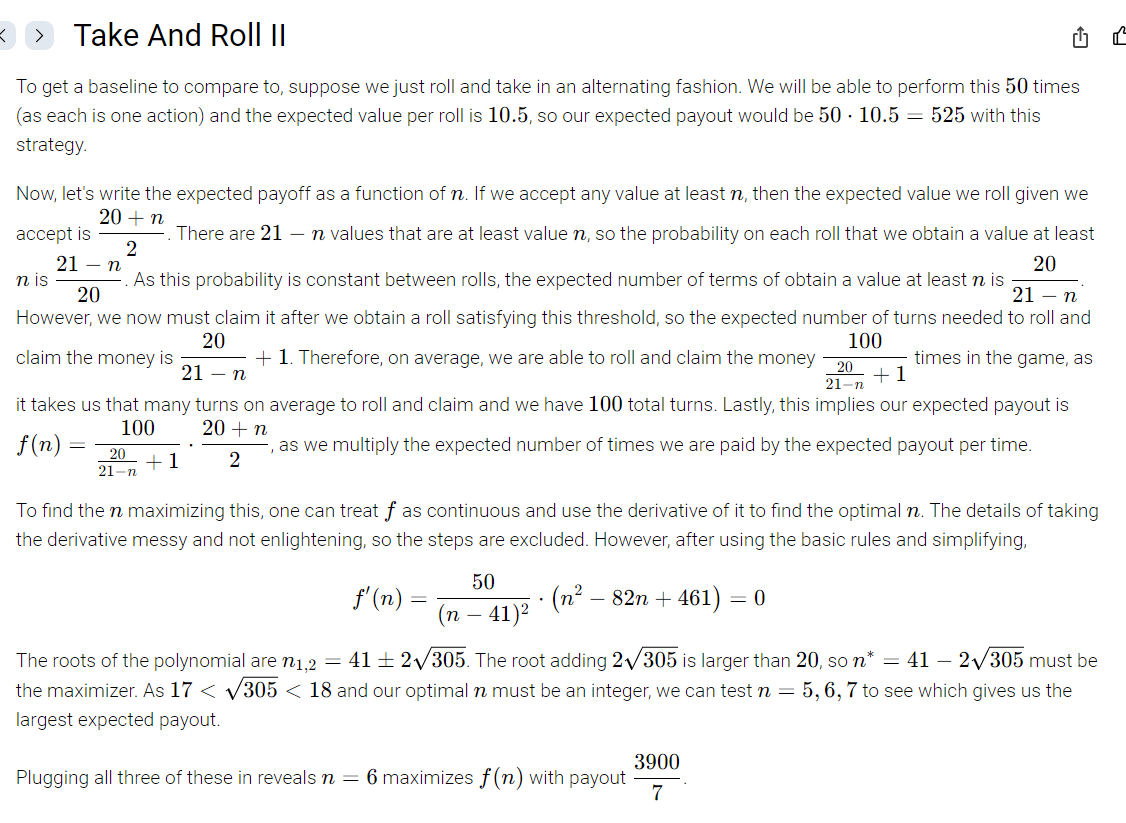 Take And Roll II
To get a baseline to compare to, suppose we just roll and take in an alternating fashion. We will be able to perform this 50 times
(as each is one action) and the expected value per roll is 10.5, so our expected payout would be 50 · 10.5 = 525 with this
strategy.
Now, let's write the expected payoff as a function of n. If we accept any value at least n, then the expected value we roll given we
accept is \frac{20 + n}{2}. There are 21 − n values that are at least value n, so the probability on each roll that we obtain a value at least
n is \frac{21 − n}{20}. As this probability is constant between rolls, the expected number of terms of obtain a value at least n is \frac{20}{21 − n}.
However, we now must claim it after we obtain a roll satisfying this threshold, so the expected number of turns needed to roll and
claim the money is \frac{20}{21 − n} + 1. Therefore, on average, we are able to roll and claim the money \frac{100}{\frac{20}{21−n} + 1} times in the game, as
it takes us that many turns on average to roll and claim and we have 100 total turns. Lastly, this implies our expected payout is
f(n) = \frac{100}{\frac{20}{21−n} + 1} · \frac{20 + n}{2}, as we multiply the expected number of times we are paid by the expected payout per time.
To find the n maximizing this, one can treat f as continuous and use the derivative of it to find the optimal n. The details of taking
the derivative messy and not enlightening, so the steps are excluded. However, after using the basic rules and simplifying,
f′(n) = \frac{50}{(n − 41)²} · (n² − 82n + 461) = 0
The roots of the polynomial are n₁,₂ = 41 ± 2√305. The root adding 2√305 is larger than 20, so n* = 41 − 2√305 must be
the maximizer. As 17 < √305 < 18 and our optimal n must be an integer, we can test n = 5, 6, 7 to see which gives us the
largest expected payout.
Plugging all three of these in reveals n = 6 maximizes f(n) with payout \frac{3900}{7}.